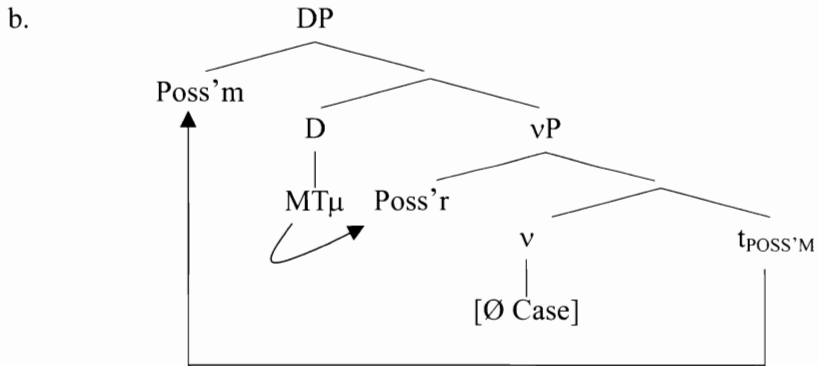 b.
DP
Poss’m
D
νP
MTμ
Poss’r
ν
tPOSS’M
[Ø Case]